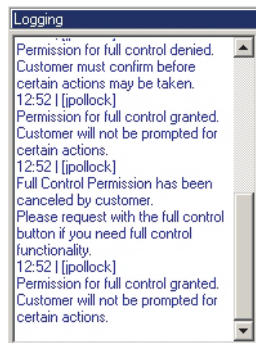 Logging
Permission for full control denied.
Customer must confirm before
certain actions may be taken.
12:52 | [jpollock]
Permission for full control granted.
Customer will not be prompted for
certain actions.
12:52 | [jpollock]
Full Control Permission has been
canceled by customer.
Please request with the full control
button if you need full control
functionality.
12:52 | [jpollock]
Permission for full control granted.
Customer will not be prompted for
certain actions.